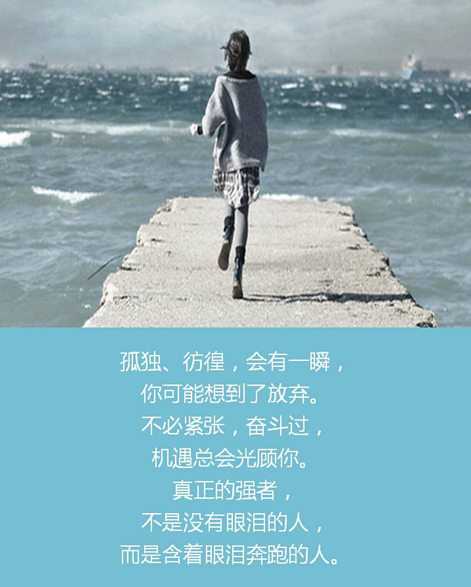 孤独、彷徨，会有一瞬，
你可能想到了放弃。
不必紧张，奋斗过，
机遇总会光顾你。
真正的强者，
不是没有眼泪的人，
而是含着眼泪奔跑的人。